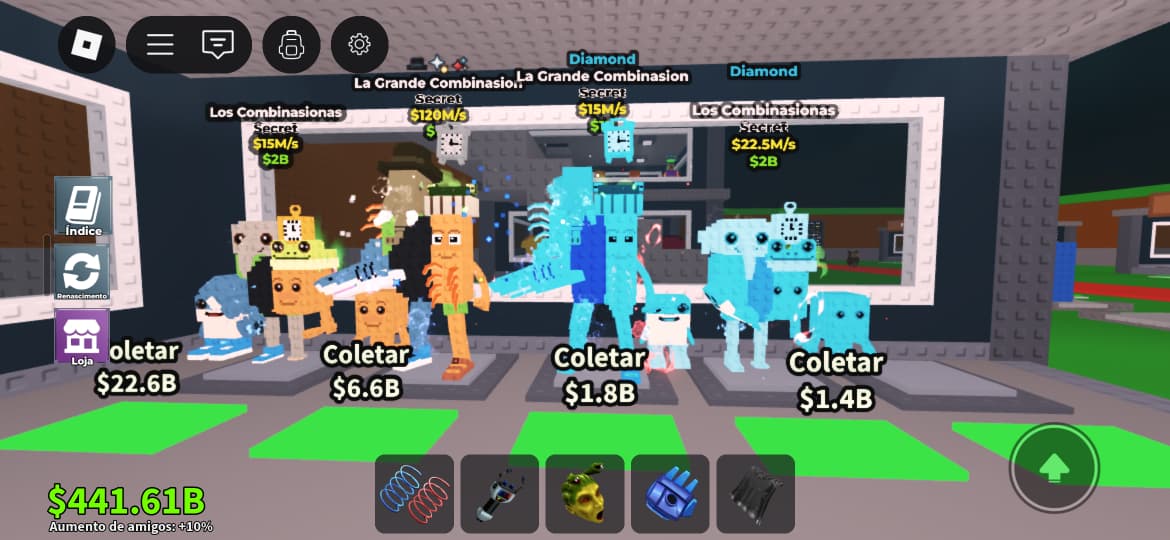 Diamond
La Grande Combinasion
La Grande Combinasion
Diamond
Secret
Secret
Los Combinasionas
Los Combinasionas
$120M/s
$15M/s
Secret
Secret
$15M/s
$22.5M/s
$2B
$2B
Índice
Renascimento
Loja
oletar
$22.6B
Coletar
$6.6B
Coletar
$1.8B
Coletar
$1.4B
$441.61B
Aumento de amigos: +10%